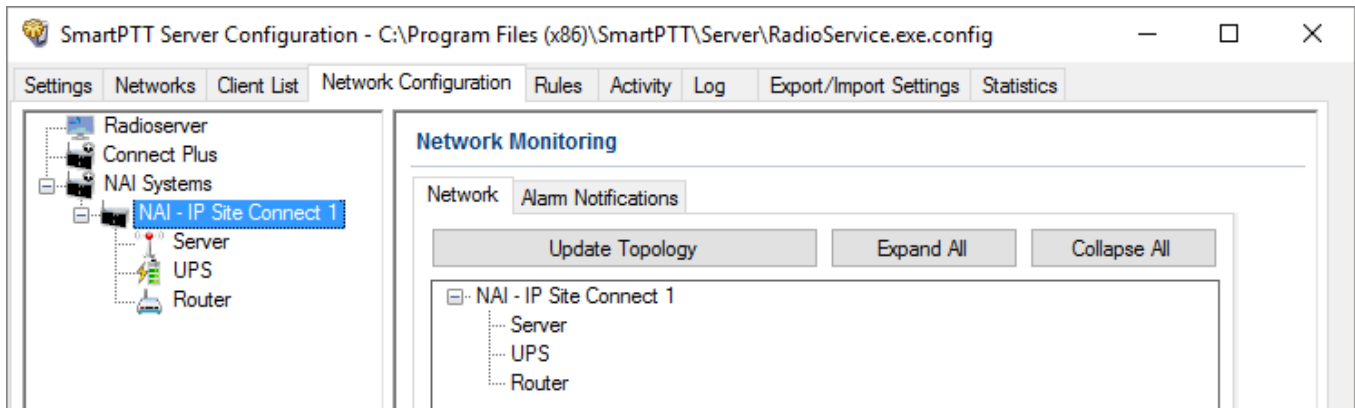 SmartPTT Server Configuration - C:\Program Files (x86)\SmartPTT\Server\RadioService.exe.config
Settings Networks Client List Network Configuration Rules Activity Log Export/Import Settings Statistics
Radioserver
Connect Plus
NAI Systems
NAI - IP Site Connect 1
Server
UPS
Router
Network Monitoring
Network Alarm Notifications
Update Topology Expand All Collapse All
NAI - IP Site Connect 1
Server
UPS
Router